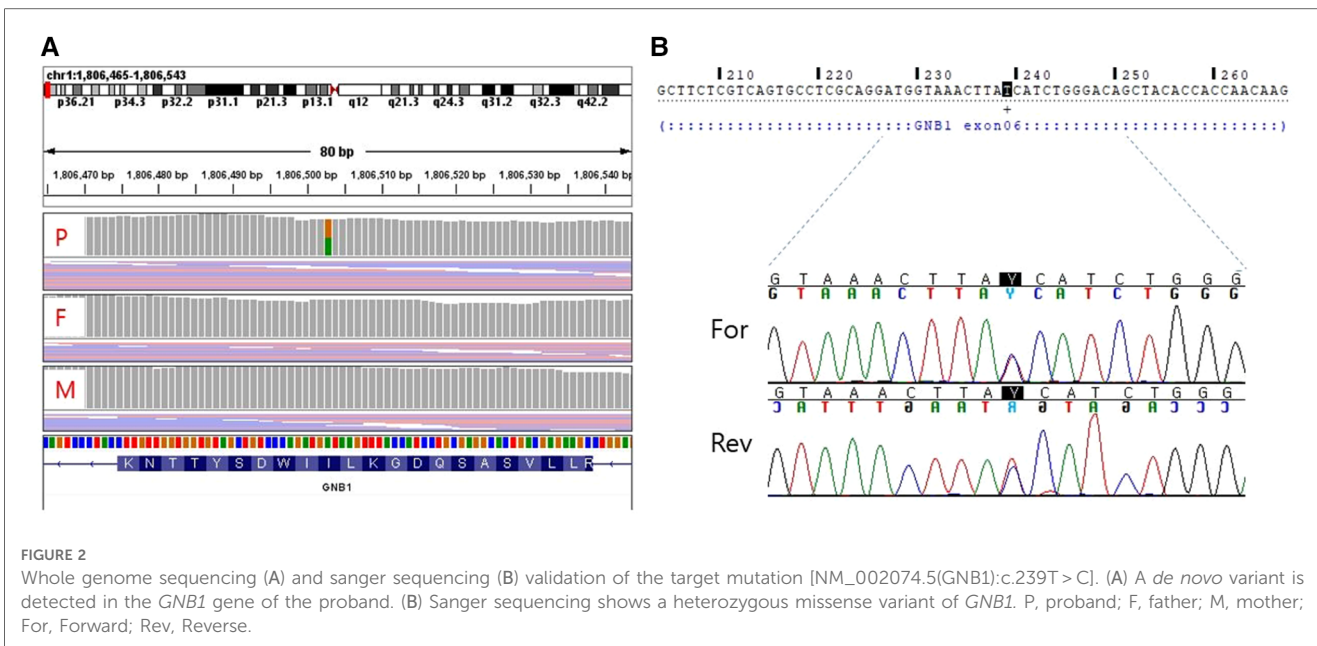 A
chr1:1,806,465-1,806,543
p36.21 p34.3 p32.2 p31.1 p21.3 p13.1 q12 q21.3 q24.3 q31.2 q32.3 q42.2
80 bp
1,806,470 bp 1,806,480 bp 1,806,490 bp 1,806,500 bp 1,806,510 bp 1,806,520 bp 1,806,530 bp 1,806,540 bp
P
F
M
K N T T Y S D W I I L K G D Q S A S V L L R
GNB1
B
210 220 230 240 250 260
GCTTCTCGTCAGTGCCTCGCAGGATGGTAAACTTATCATCTGGGACAGCTACACCACCAACAAG
+
(:::::::::::::::::::::::::GNB1 exon06::::::::::::::::::::::::::)
G T A A A C T T A Y C A T C T G G G
G T A A A C T T A Y C A T C T G G G
For
G T A A A C T T A Y C A T C T G G G
C A T T T G A A T R G T A G A C C C
Rev
FIGURE 2
Whole genome sequencing (A) and sanger sequencing (B) validation of the target mutation [NM_002074.5(GNB1):c.239T > C]. (A) A de novo variant is
detected in the GNB1 gene of the proband. (B) Sanger sequencing shows a heterozygous missense variant of GNB1. P, proband; F, father; M, mother;
For, Forward; Rev, Reverse.